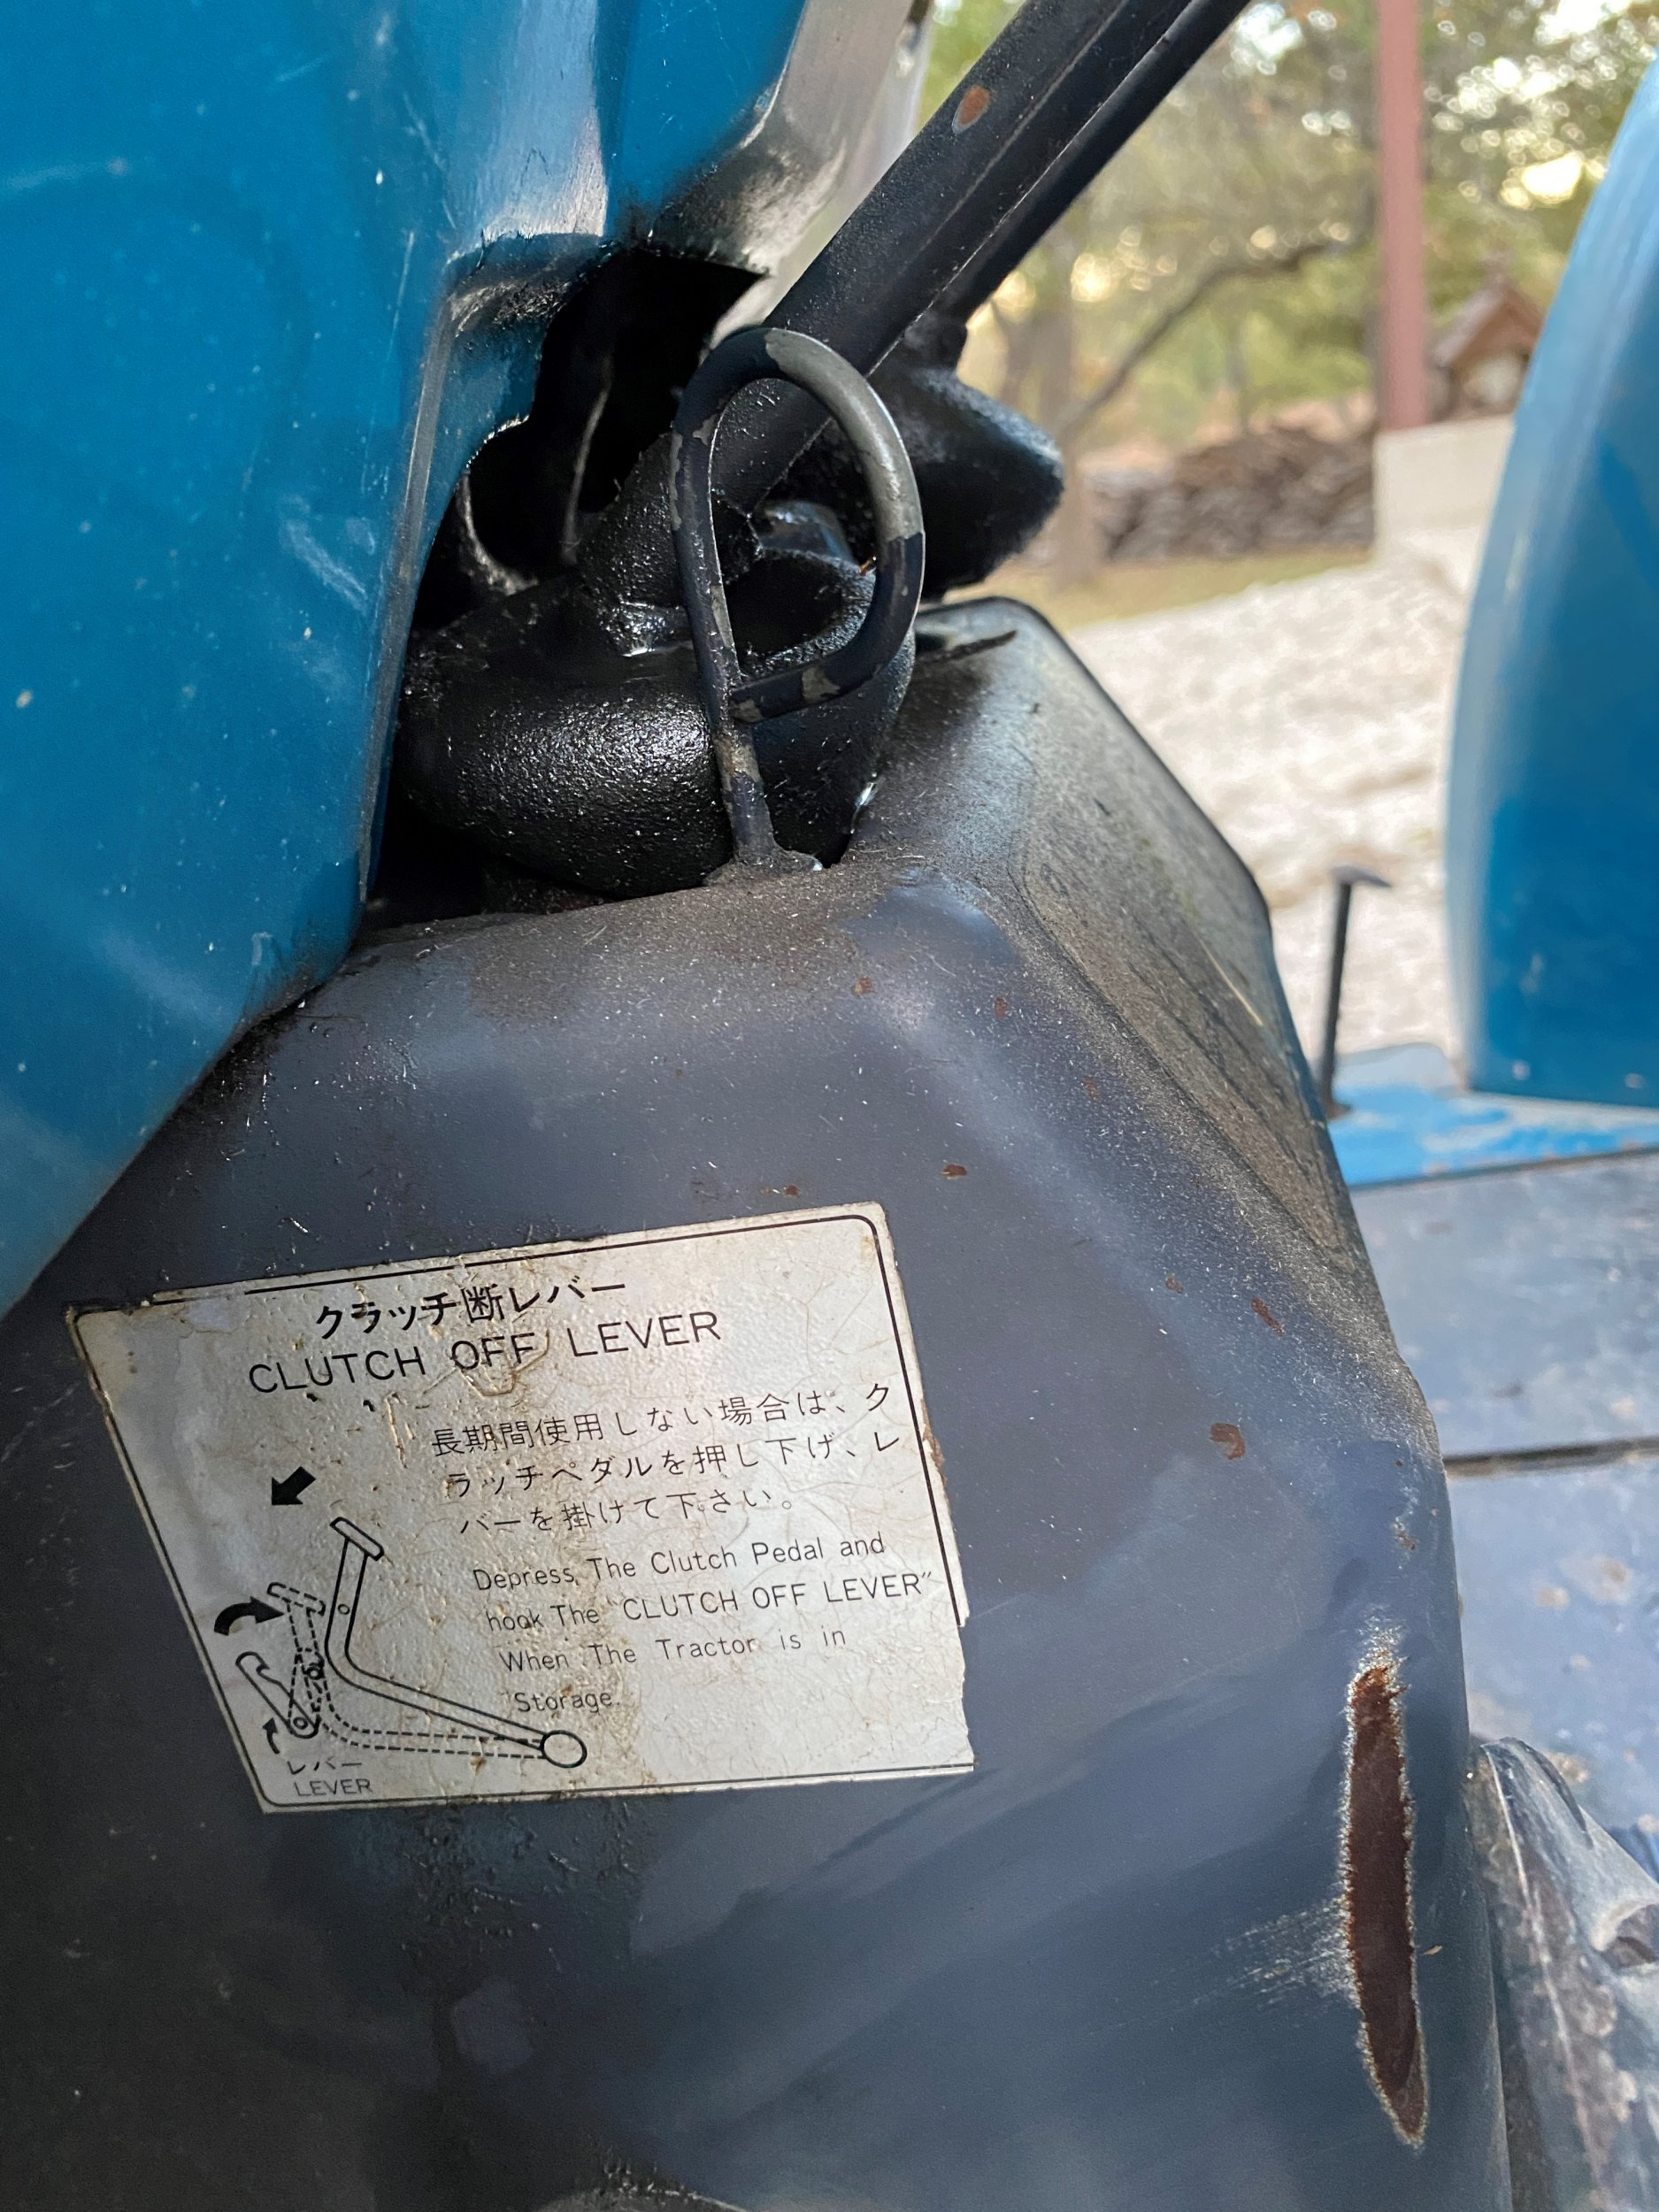 クラッチ断レバー
CLUTCH OFF LEVER
長期間使用しない場合は、ク
ラッチペダルを押し下げ、レ
バーを掛けて下さい。
Depress The Clutch Pedal and
hook The "CLUTCH OFF LEVER"
When The Tractor is in
Storage.
レバー
LEVER